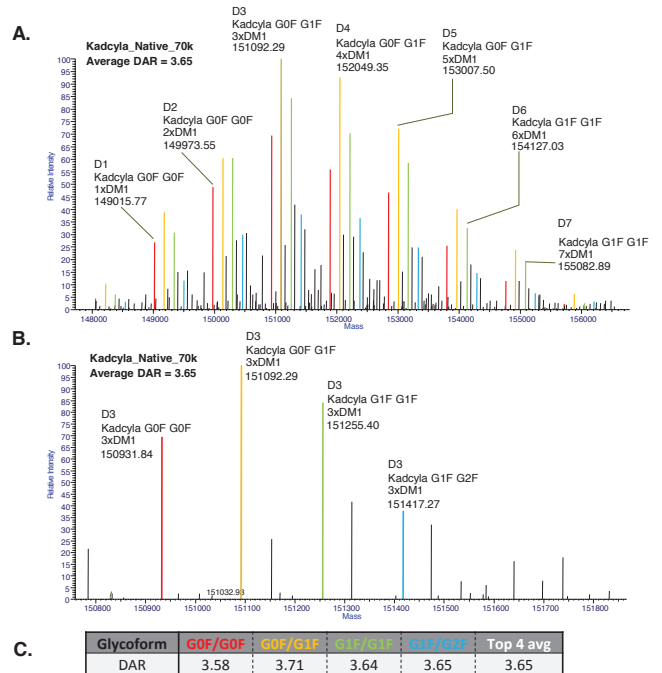 A.
Kadcyla_Native_70k
Average DAR = 3.65
D1
Kadcyla G0F G0F
1xDM1
149015.77
D2
Kadcyla G0F G0F
2xDM1
149973.55
D3
Kadcyla G0F G1F
3xDM1
151092.29
D4
Kadcyla G0F G1F
4xDM1
152049.35
D5
Kadcyla G0F G1F
5xDM1
153007.50
D6
Kadcyla G1F G1F
6xDM1
154127.03
D7
Kadcyla G1F G1F
7xDM1
155082.89
Relative Intensity
100
95
90
85
80
75
70
65
60
55
50
45
40
35
30
25
20
15
10
5
0
148000 149000 150000 151000 152000 153000 154000 155000 156000
Mass
B.
Kadcyla_Native_70k
Average DAR = 3.65
D3
Kadcyla G0F G0F
3xDM1
150931.84
D3
Kadcyla G0F G1F
3xDM1
151092.29
D3
Kadcyla G1F G1F
3xDM1
151255.40
D3
Kadcyla G1F G2F
3xDM1
151417.27
151032.93
Relative Intensity
100
95
90
85
80
75
70
65
60
55
50
45
40
35
30
25
20
15
10
5
0
150800 150900 151000 151100 151200 151300 151400 151500 151600 151700 151800
Mass
C.
Glycoform G0F/G0F G0F/G1F G1F/G1F G1F/G2F Top 4 avg
DAR 3.58 3.71 3.64 3.65 3.65